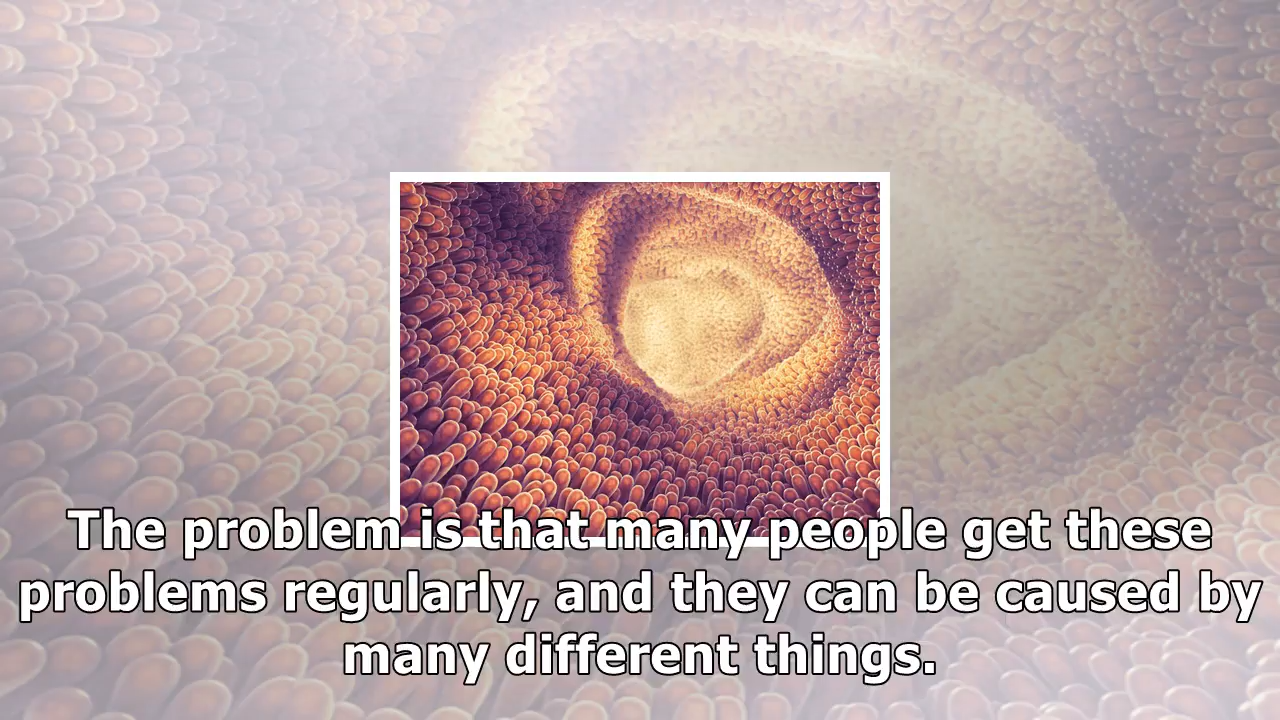 The problem is that many people get these
problems regularly, and they can be caused by
many different things.